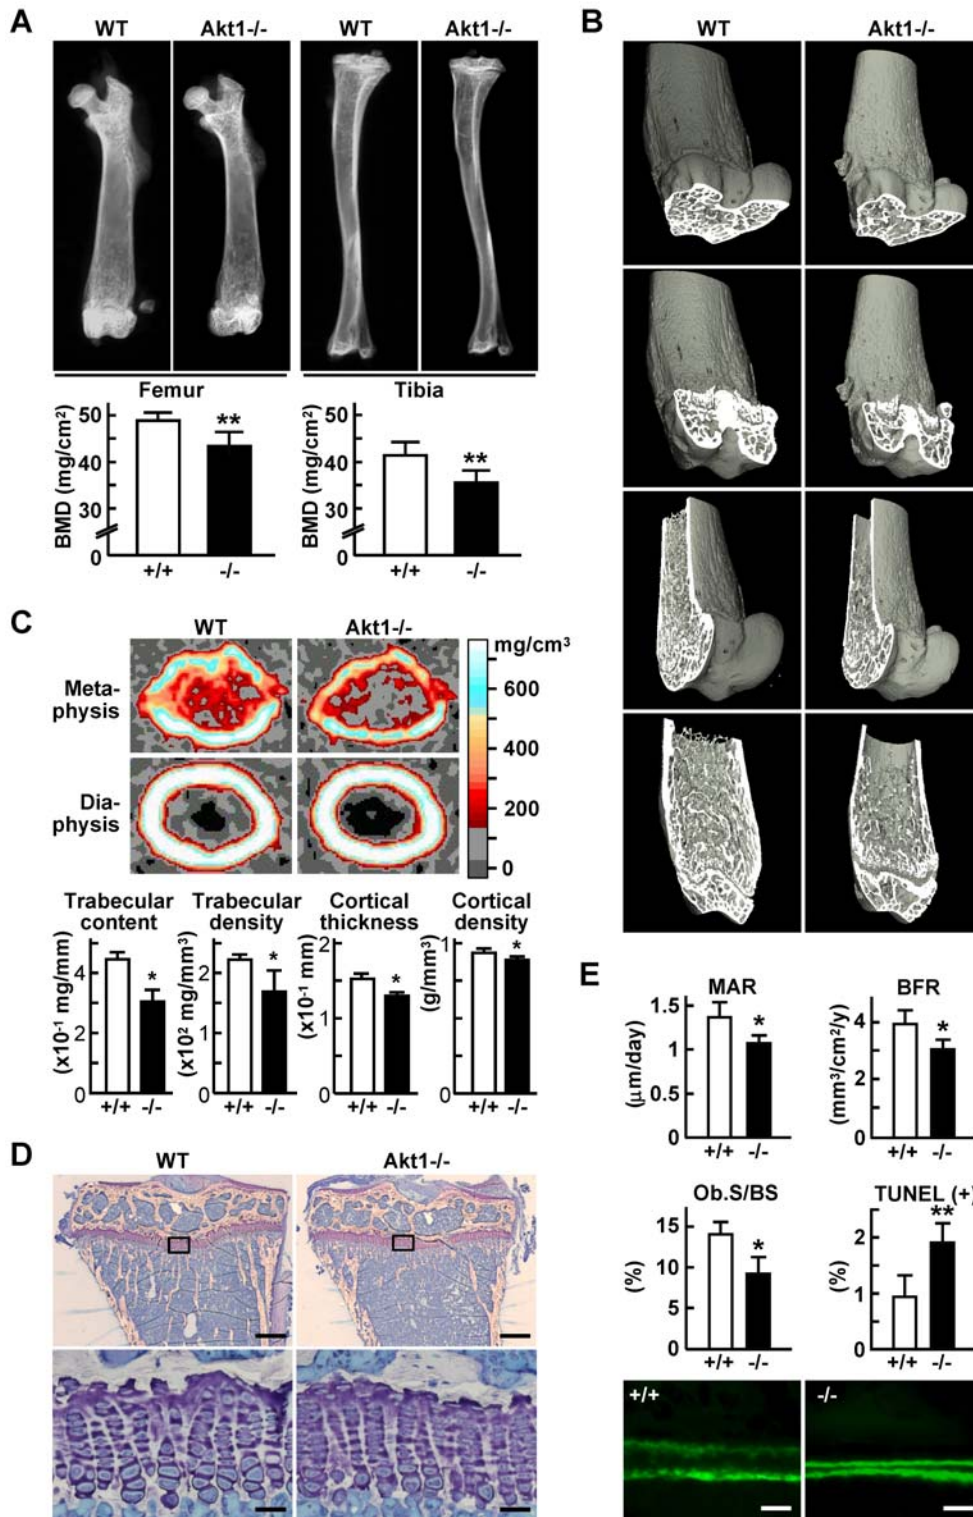 A
WT
Akt1-/-
WT
Akt1-/-
Femur
Tibia
BMD (mg/cm²)
50
40
30
0
**
+/+
-/-
BMD (mg/cm²)
50
40
30
0
**
+/+
-/-
B
WT
Akt1-/-
C
WT
Akt1-/-
Meta-
physis
Dia-
physis
mg/cm³
600
400
200
0
Trabecular
content
(x10⁻¹ mg/mm)
4
2
0
*
+/+
-/-
Trabecular
density
(x10² mg/mm³)
2
1
0
*
+/+
-/-
Cortical
thickness
(x10⁻¹ mm)
2
1
0
*
+/+
-/-
Cortical
density
(g/mm³)
1
0
*
+/+
-/-
D
WT
Akt1-/-
E
MAR
(μm/day)
1.5
1
0.5
0
*
+/+
-/-
BFR
(mm³/cm²/y)
4
2
0
*
+/+
-/-
Ob.S/BS
(%)
15
10
5
0
*
+/+
-/-
TUNEL (+)
(%)
2
1
0
**
+/+
-/-
+/+
-/-